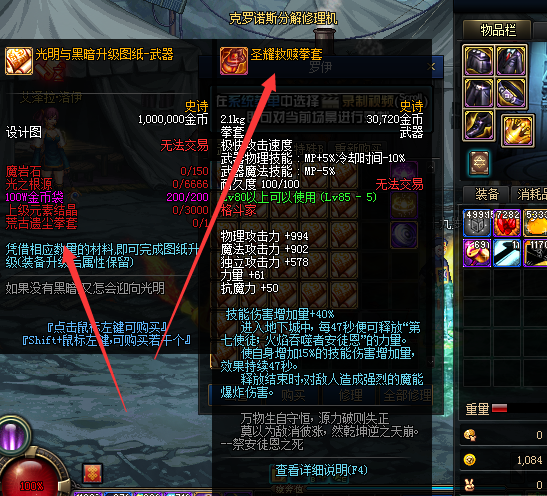 克罗诺斯分解修理机
光明与黑暗升级图纸-武器
史诗
1,000,000金币
设计图
无法交易
魔岩石 0/150
光之根源 0/6666
100W金币袋 200/200
上级元素结晶 0/3000
荒古遗尘拳套 0/1
凭借相应数量的材料,即可完成图纸升
级(装备升级后属性保留)
如果没有黑暗又怎会迎向光明
『点击鼠标左键可购买』
『Shift+鼠标左键,可购买若干个』
圣耀救赎拳套
史诗
2.1kg 30,720金币
拳套 武器
极快攻击速度
武器物理技能:MP+5%冷却时间-10%
武器魔法技能:MP-5%
耐久度 100/100 无法交易
Lv80以上可以使用 (Lv85 - 5)
格斗家
物理攻击力 +994
魔法攻击力 +902
独立攻击力 +578
力量 +61
抗魔力 +50
技能伤害增加量+40%
进入地下城中,每47秒便可释放“第
七使徒:火焰吞噬者安徒恩”的力量。
使自身增加15%的技能伤害增加量,
效果持续47秒。
释放结束时,对敌人造成强烈的魔能
爆炸伤害。
万物生自守恒,源力破则失正
莫以为敌消彼涨,然乾坤逆之天崩。
--祭安徒恩之死
查看详细说明(F4)
物品栏
装备 消耗品
重量
0
1,084
0
100%